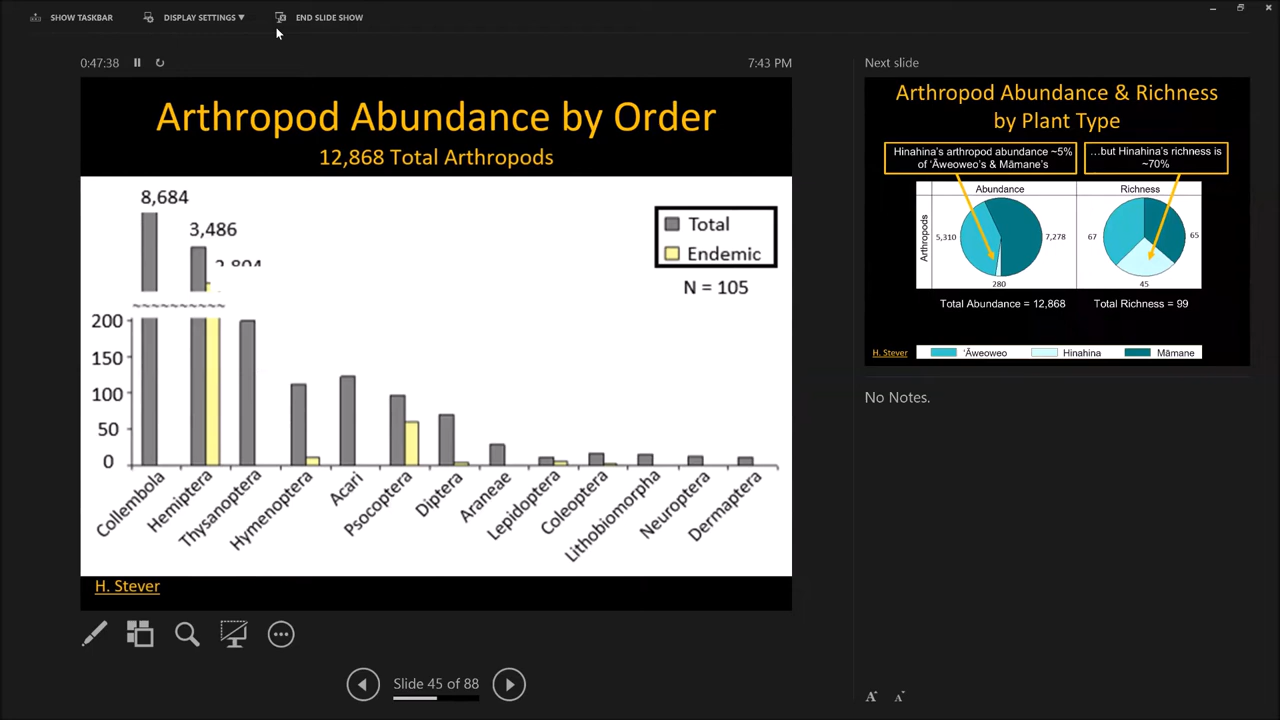 SHOW TASKBAR
DISPLAY SETTINGS ▼
END SLIDE SHOW
0:47:38
7:43 PM
Arthropod Abundance by Order
12,868 Total Arthropods
8,684
3,486
2,804
Total
Endemic
N = 105
~~~~~~~~~~
200
150
100
50
0
Collembola
Hemiptera
Thysanoptera
Hymenoptera
Acari
Psocoptera
Diptera
Araneae
Lepidoptera
Coleoptera
Lithobiomorpha
Neuroptera
Dermaptera
H. Stever
Slide 45 of 88
Next slide
Arthropod Abundance & Richness
by Plant Type
Hinahina's arthropod abundance ~5%
of ʻĀweoweo's & Māmane's
...but Hinahina's richness is
~70%
Abundance
Richness
Arthropods
5,310
7,278
280
67
65
45
Total Abundance = 12,868
Total Richness = 99
H. Stever
ʻĀweoweo
Hinahina
Māmane
No Notes.
A
A